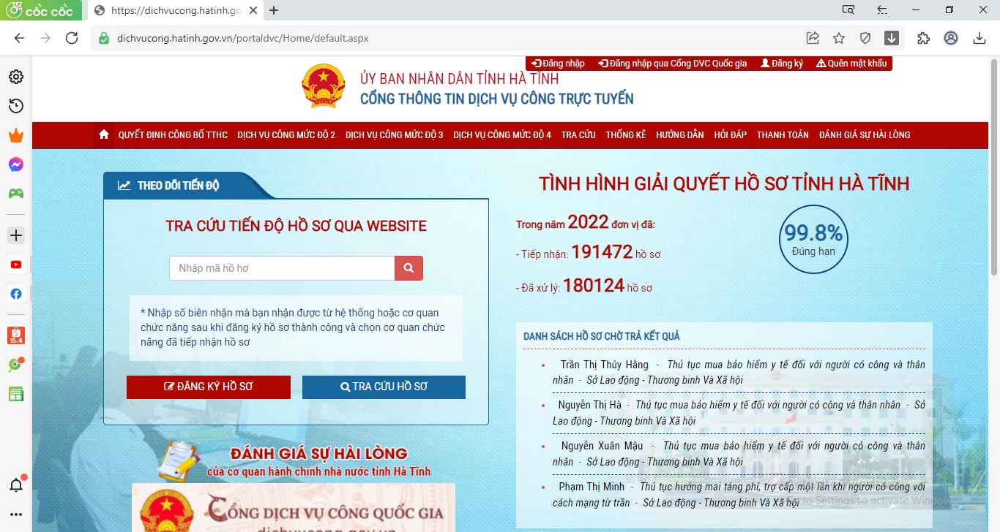 cốc cốc
https://dichvucong.hatinh.go
dichvucong.hatinh.gov.vn/portaldvc/Home/default.aspx
Đăng nhập Đăng nhập qua Cổng DVC Quốc gia Đăng ký Quên mật khẩu
ỦY BAN NHÂN DÂN TỈNH HÀ TĨNH
CỔNG THÔNG TIN DỊCH VỤ CÔNG TRỰC TUYẾN
QUYẾT ĐỊNH CÔNG BỐ TTHC DỊCH VỤ CÔNG MỨC ĐỘ 2 DỊCH VỤ CÔNG MỨC ĐỘ 3 DỊCH VỤ CÔNG MỨC ĐỘ 4 TRA CỨU THỐNG KÊ HƯỚNG DẪN HỎI ĐÁP THANH TOÁN ĐÁNH GIÁ SỰ HÀI LÒNG
THEO DÕI TIẾN ĐỘ
TRA CỨU TIẾN ĐỘ HỒ SƠ QUA WEBSITE
Nhập mã hồ hơ
* Nhập số biên nhận mà bạn nhận được từ hệ thống hoặc cơ quan
chức năng sau khi đăng ký hồ sơ thành công và chọn cơ quan chức
năng đã tiếp nhận hồ sơ
ĐĂNG KÝ HỒ SƠ TRA CỨU HỒ SƠ
ĐÁNH GIÁ SỰ HÀI LÒNG
của cơ quan hành chính nhà nước tỉnh Hà Tĩnh
CỔNG DỊCH VỤ CÔNG QUỐC GIA
dichvucong.gov.vn
TÌNH HÌNH GIẢI QUYẾT HỒ SƠ TỈNH HÀ TĨNH
Trong năm 2022 đơn vị đã:
- Tiếp nhận: 191472 hồ sơ
- Đã xử lý: 180124 hồ sơ
99.8%
Đúng hạn
DANH SÁCH HỒ SƠ CHỜ TRẢ KẾT QUẢ
Trần Thị Thúy Hằng - Thủ tục mua bảo hiểm y tế đối với người có công và thân
nhân - Sở Lao động - Thương binh Và Xã hội
Nguyễn Thị Hà - Thủ tục mua bảo hiểm y tế đối với người có công và thân nhân - Sở
Lao động - Thương binh Và Xã hội
Nguyễn Xuân Mậu - Thủ tục mua bảo hiểm y tế đối với người có công và thân
nhân - Sở Lao động - Thương binh Và Xã hội
Phạm Thị Minh - Thủ tục hưởng mai táng phí, trợ cấp một lần khi người có công với
cách mạng từ trần - Sở Lao động - Thương binh Và Xã hội
to Settings to activate Windows
15.4